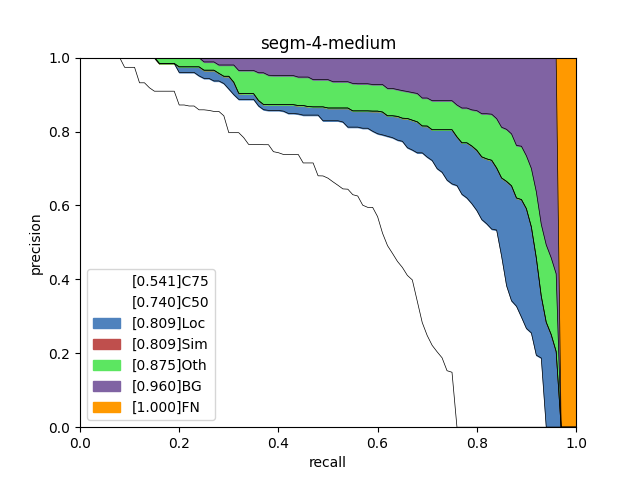 segm-4-medium
precision
1.0
0.8
0.6
0.4
0.2
0.0
[0.541]C75
[0.740]C50
[0.809]Loc
[0.809]Sim
[0.875]Oth
[0.960]BG
[1.000]FN
0.0 0.2 0.4 0.6 0.8 1.0
recall